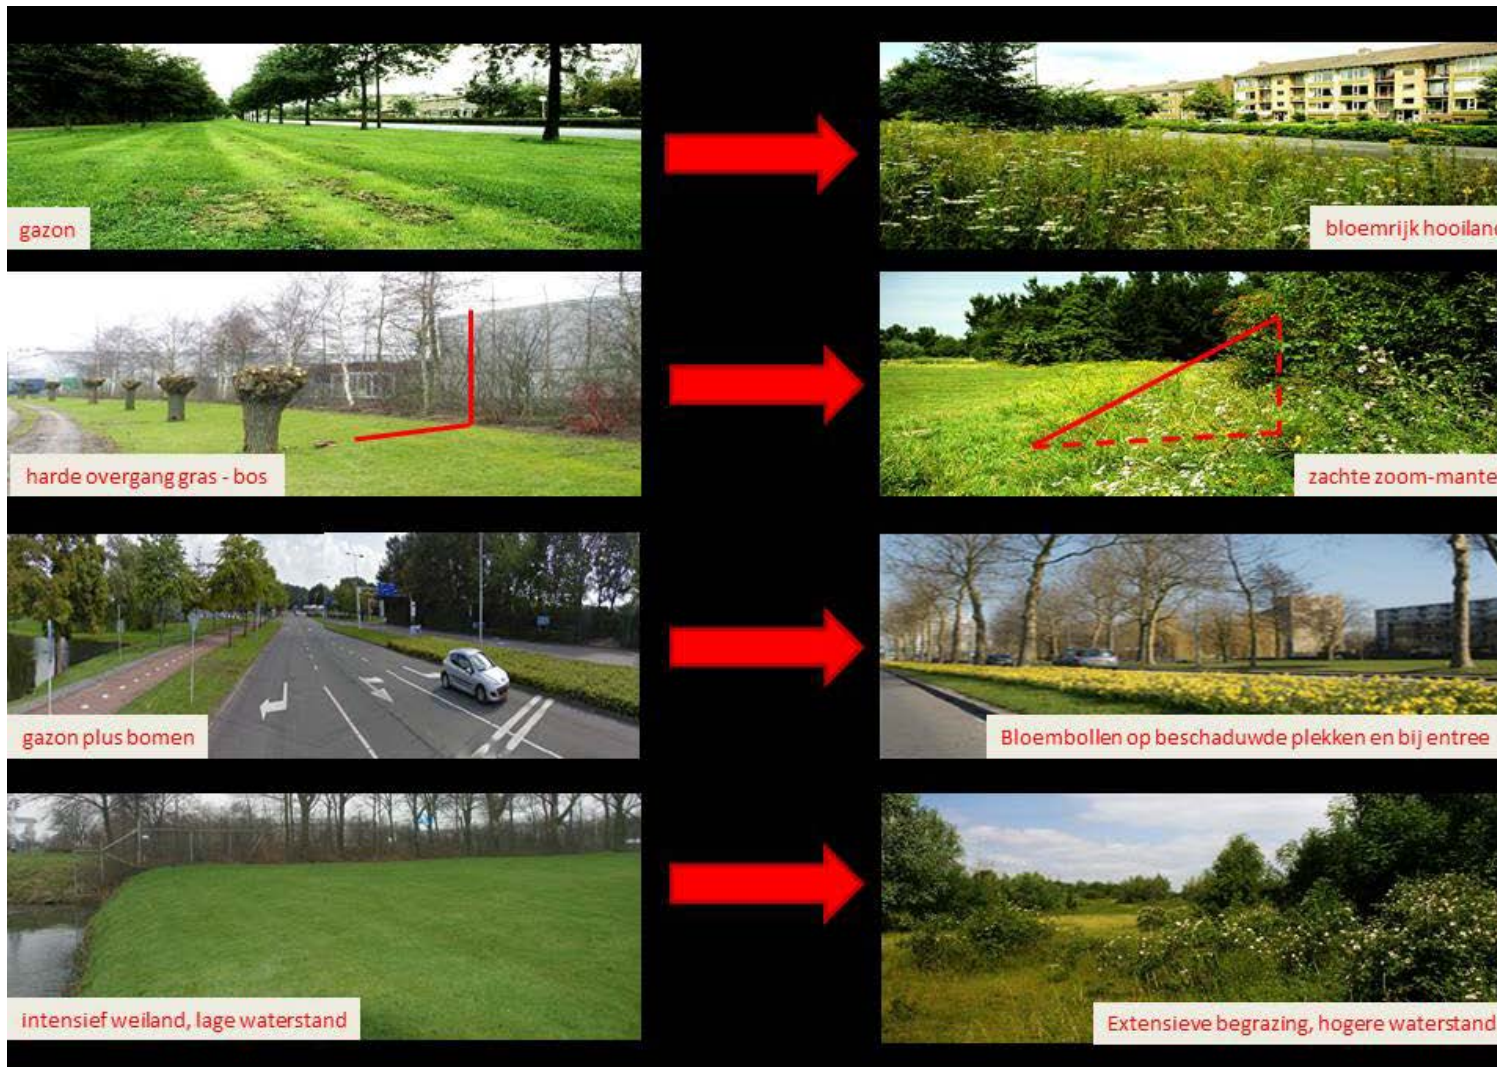 gazon
bloemrijk hooiland
harde overgang gras - bos
zachte zoom-mante
gazon plus bomen
Bloembollen op beschaduwde plekken en bij entree
intensief weiland, lage waterstand
Extensieve begrazing, hogere waterstand